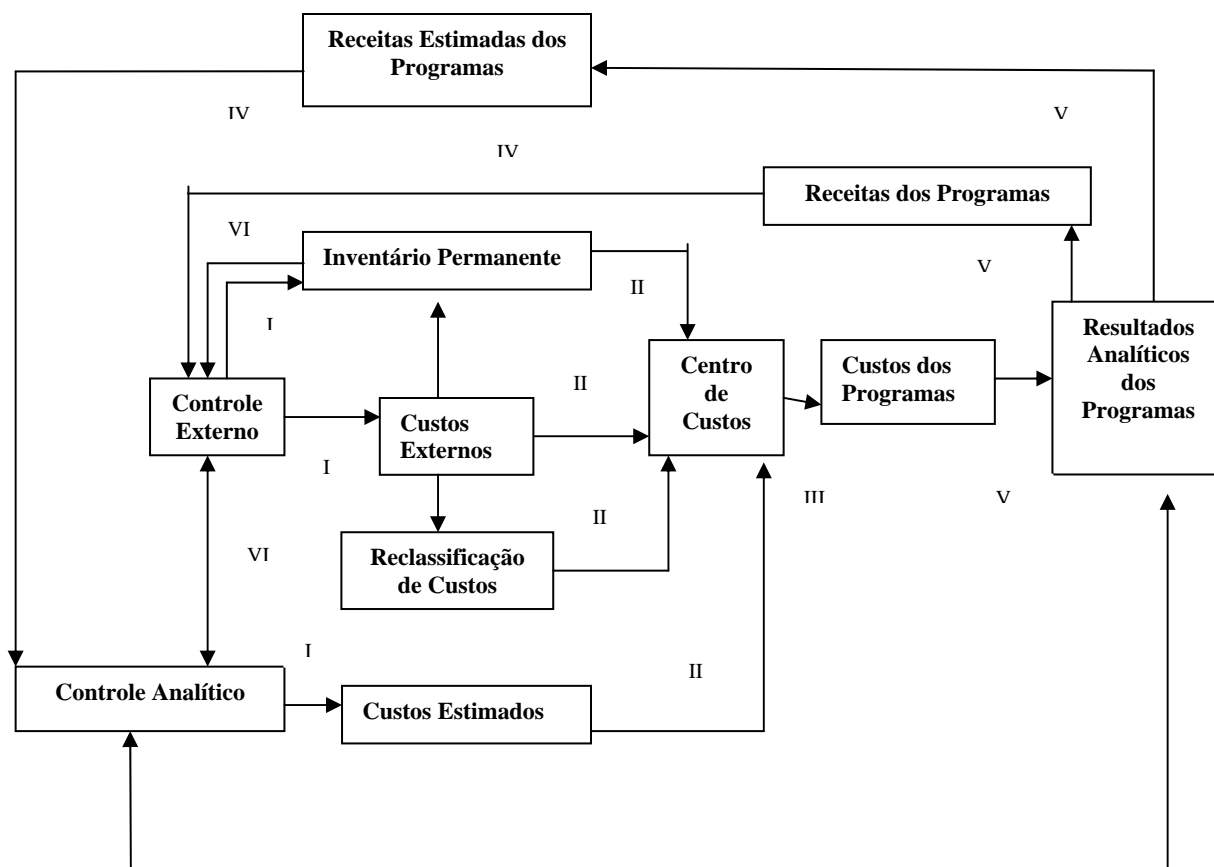 Receitas Estimadas dos
Programas
IV
V
IV
Receitas dos Programas
VI
Inventário Permanente
V
II
I
Resultados
Analíticos
dos
Programas
Centro
de
Custos
Custos dos
Programas
II
Controle
Externo
Custos
Externos
I
II
III
V
VI
Reclassificação
de Custos
I
II
Controle Analítico
Custos Estimados